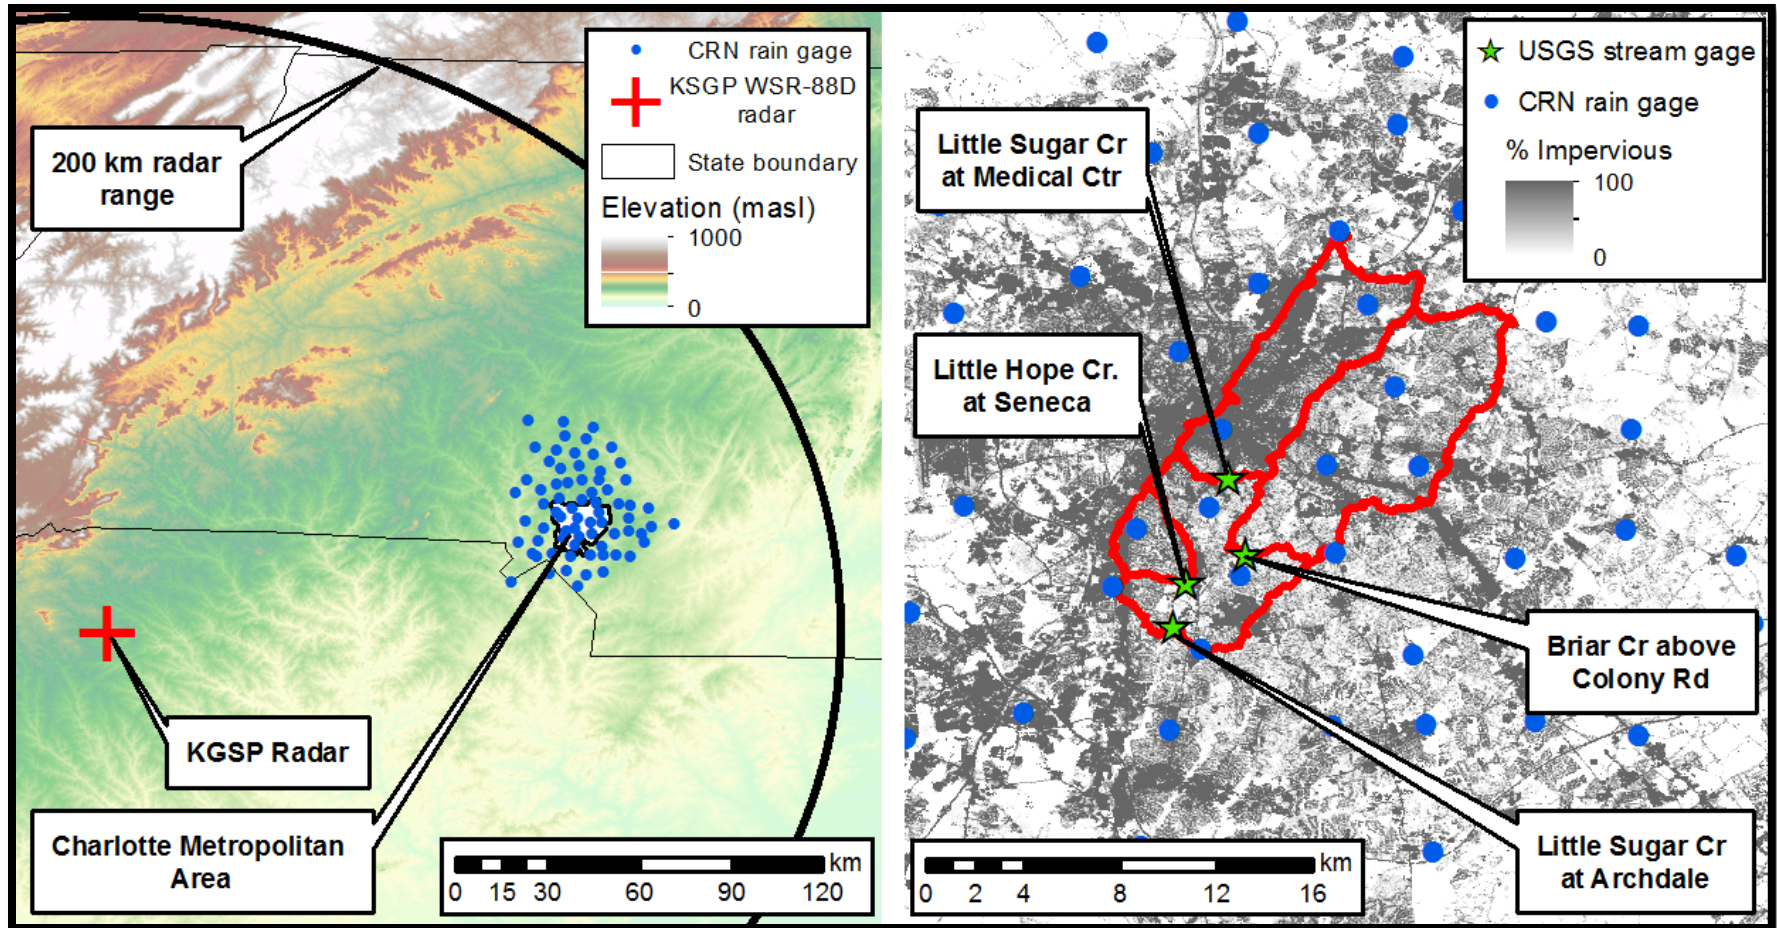 CRN rain gage
KSGP WSR-88D
radar
State boundary
Elevation (masl)
1000
0
200 km radar
range
KGSP Radar
Charlotte Metropolitan
Area
km
0 15 30 60 90 120
USGS stream gage
CRN rain gage
% Impervious
100
0
Little Sugar Cr
at Medical Ctr
Little Hope Cr.
at Seneca
Briar Cr above
Colony Rd
Little Sugar Cr
at Archdale
km
0 2 4 8 12 16